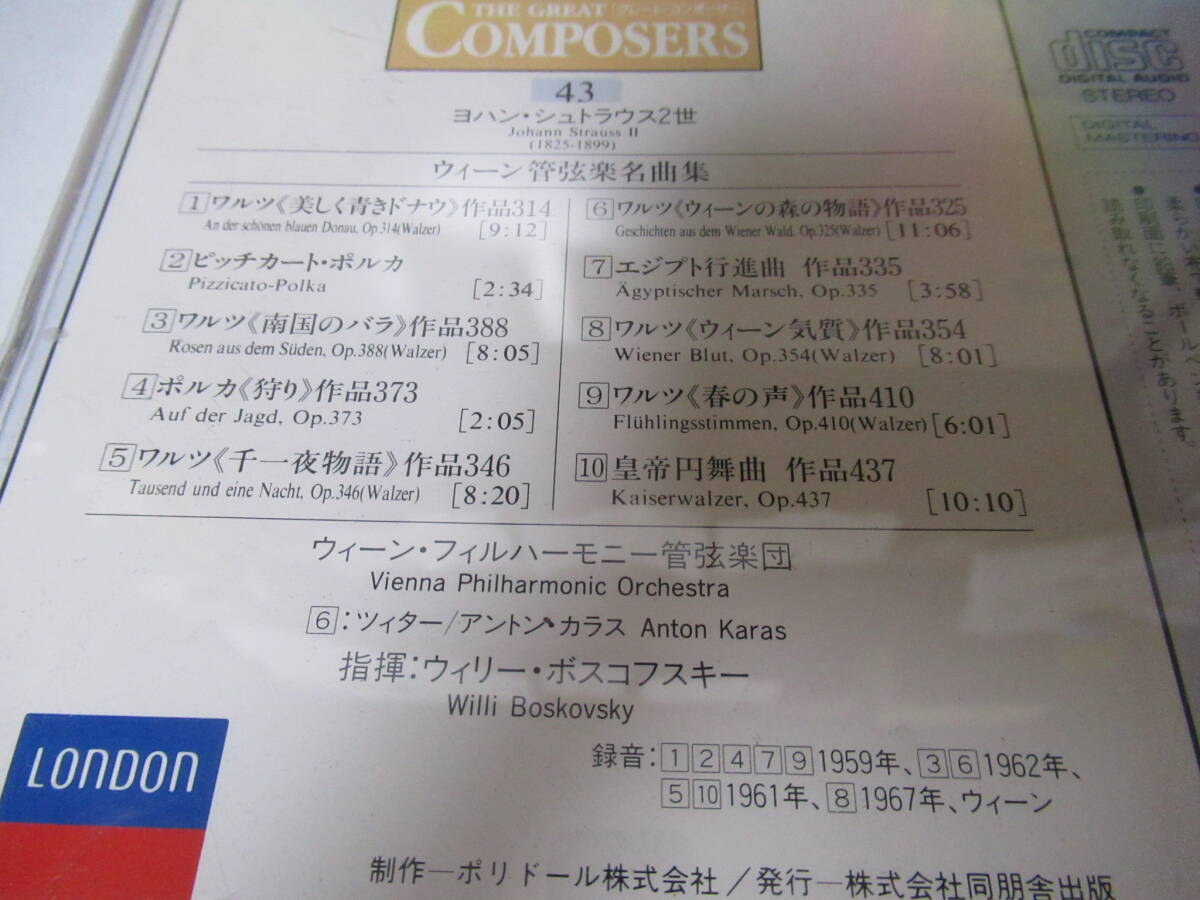 THE GREAT グレート・コンポーザー
COMPOSERS
43
ヨハン・シュトラウス2世
Johann Strauss II
(1825-1899)
ウィーン管弦楽名曲集
1 ワルツ《美しく青きドナウ》作品314
An der schönen blauen Donau, Op.314(Walzer) [9:12]
2 ピッチカート・ポルカ
Pizzicato-Polka [2:34]
3 ワルツ《南国のバラ》作品388
Rosen aus dem Süden, Op.388(Walzer) [8:05]
4 ポルカ《狩り》作品373
Auf der Jagd, Op.373 [2:05]
5 ワルツ《千一夜物語》作品346
Tausend und eine Nacht, Op.346(Walzer) [8:20]
6 ワルツ《ウィーンの森の物語》作品325
Geschichten aus dem Wiener Wald, Op.325(Walzer) [11:06]
7 エジプト行進曲 作品335
Ägyptischer Marsch, Op.335 [3:58]
8 ワルツ《ウィーン気質》作品354
Wiener Blut, Op.354(Walzer) [8:01]
9 ワルツ《春の声》作品410
Flühlingsstimmen, Op.410(Walzer) [6:01]
10 皇帝円舞曲 作品437
Kaiserwalzer, Op.437 [10:10]
ウィーン・フィルハーモニー管弦楽団
Vienna Philharmonic Orchestra
6:ツィター/アントン・カラス Anton Karas
指揮:ウィリー・ボスコフスキー
Willi Boskovsky
録音:1 2 4 7 9 1959年、3 6 1962年、
5 10 1961年、8 1967年、ウィーン
制作─ポリドール株式会社/発行─株式会社同朋舎出版
LONDON
COMPACT
disc
DIGITAL AUDIO
STEREO
DIGITAL
MASTERING
読み取れなくなることがあります。